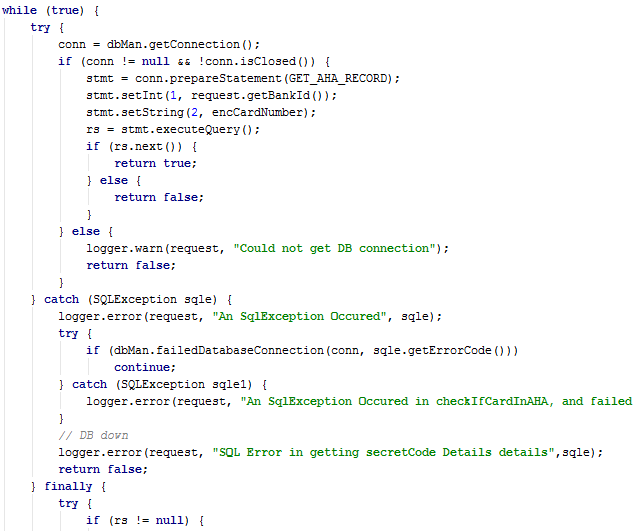 while (true) {
try {
conn = dbMan.getConnection();
if (conn != null && !conn.isClosed()) {
stmt = conn.prepareStatement(GET_AHA_RECORD);
stmt.setInt(1, request.getBankId());
stmt.setString(2, encCardNumber);
rs = stmt.executeQuery();
if (rs.next()) {
return true;
} else {
return false;
}
} else {
logger.warn(request, "Could not get DB connection");
return false;
}
} catch (SQLException sqle) {
logger.error(request, "An SqlException Occured", sqle);
try {
if (dbMan.failedDatabaseConnection(conn, sqle.getErrorCode()))
continue;
} catch (SQLException sqle1) {
logger.error(request, "An SqlException Occured in checkIfCardInAHA, and failed
}
// DB down
logger.error(request, "SQL Error in getting secretCode Details details",sqle);
return false;
} finally {
try {
if (rs != null) {